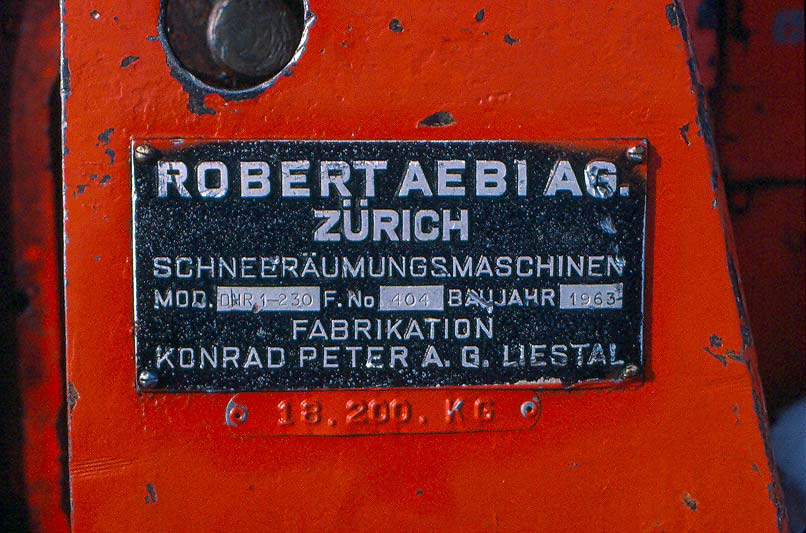 ROBERT AEBI AG.
ZÜRICH
SCHNEERÄUMUNGSMASCHINEN
MOD. DHR.1-230 F.No 404 BAUJAHR 1963
FABRIKATION
KONRAD PETER A.G. LIESTAL
18.200.KG